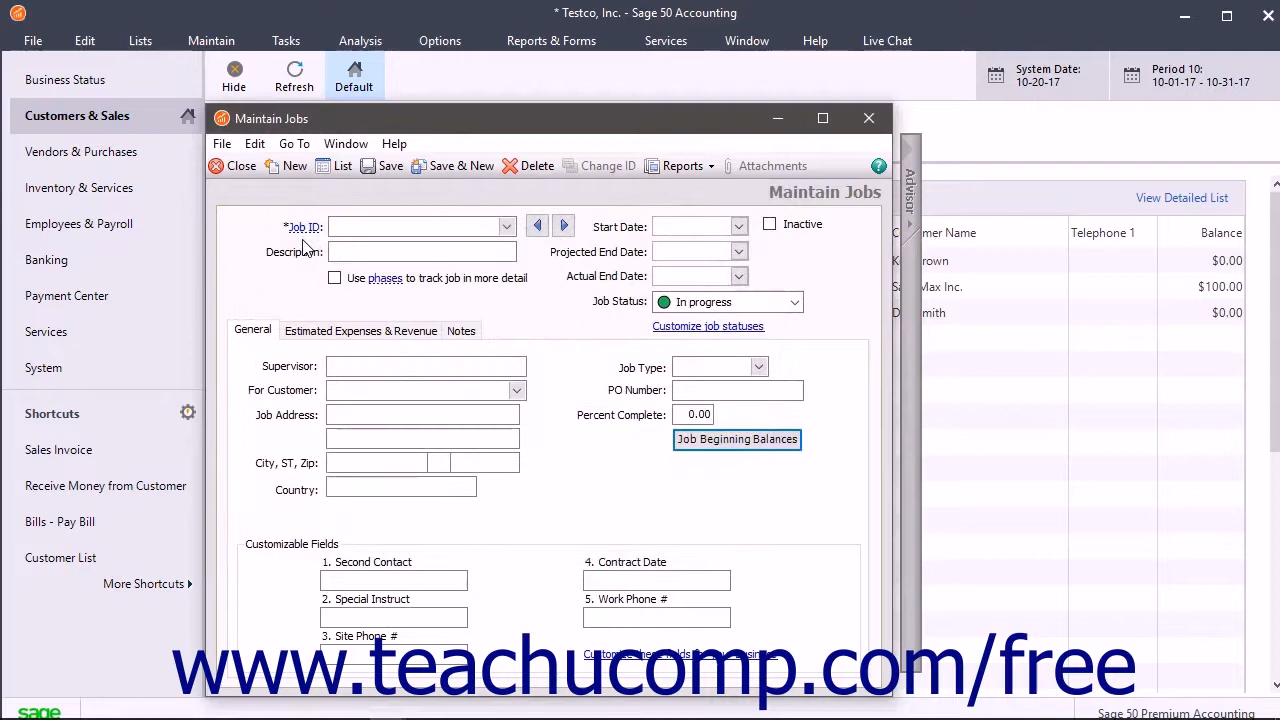 * Testco, Inc. - Sage 50 Accounting
File Edit Lists Maintain Tasks Analysis Options Reports & Forms Services Window Help Live Chat
Business Status
Customers & Sales
Vendors & Purchases
Inventory & Services
Employees & Payroll
Banking
Payment Center
Services
System
Shortcuts
Sales Invoice
Receive Money from Customer
Bills - Pay Bill
Customer List
More Shortcuts
Hide Refresh Default
System Date:
10-20-17
Period 10:
10-01-17 - 10-31-17
Maintain Jobs
File Edit Go To Window Help
Close New List Save Save & New Delete Change ID Reports Attachments
Maintain Jobs
*Job ID:
Description:
Use phases to track job in more detail
Start Date:
Inactive
Projected End Date:
Actual End Date:
Job Status: In progress
Customize job statuses
General Estimated Expenses & Revenue Notes
Supervisor:
For Customer:
Job Address:
City, ST, Zip:
Country:
Job Type:
PO Number:
Percent Complete: 0.00
Job Beginning Balances
Customizable Fields
1. Second Contact
2. Special Instruct
3. Site Phone #
4. Contract Date
5. Work Phone #
Advisor
View Detailed List
Customer Name Telephone 1 Balance
$0.00
Max Inc. $100.00
$0.00
www.teachucomp.com/free
sage
Sage 50 Premium Accounting